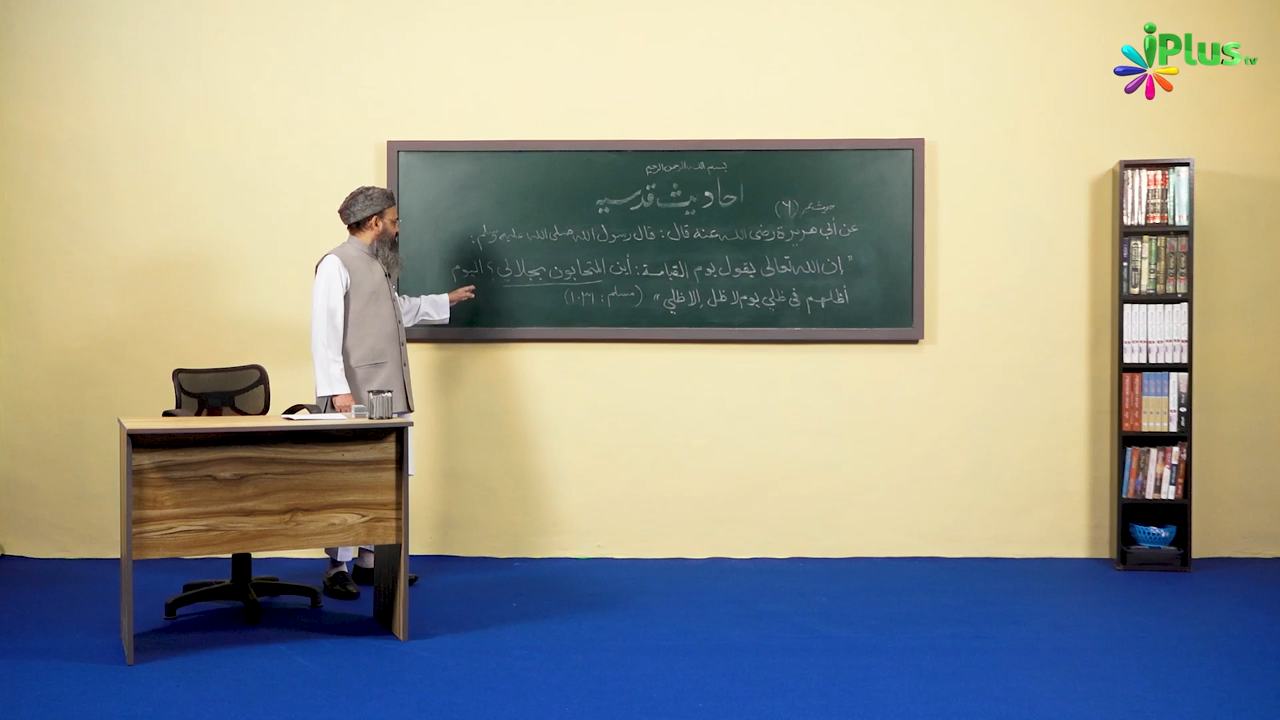 iPlus tv
بسم الله الرحمن الرحيم
احادیث قدسیہ
حدیث نمبر (٦)
عن أبي هريرة رضى الله عنه قال: قال رسول الله صلى الله عليه وسلم:
"إن الله تعالى يقول يوم القيامة: أين المتحابون بجلالي؟ اليوم
أظلهم في ظلي يوم لا ظل إلا ظلي" (مسلم: ١٠٣١)